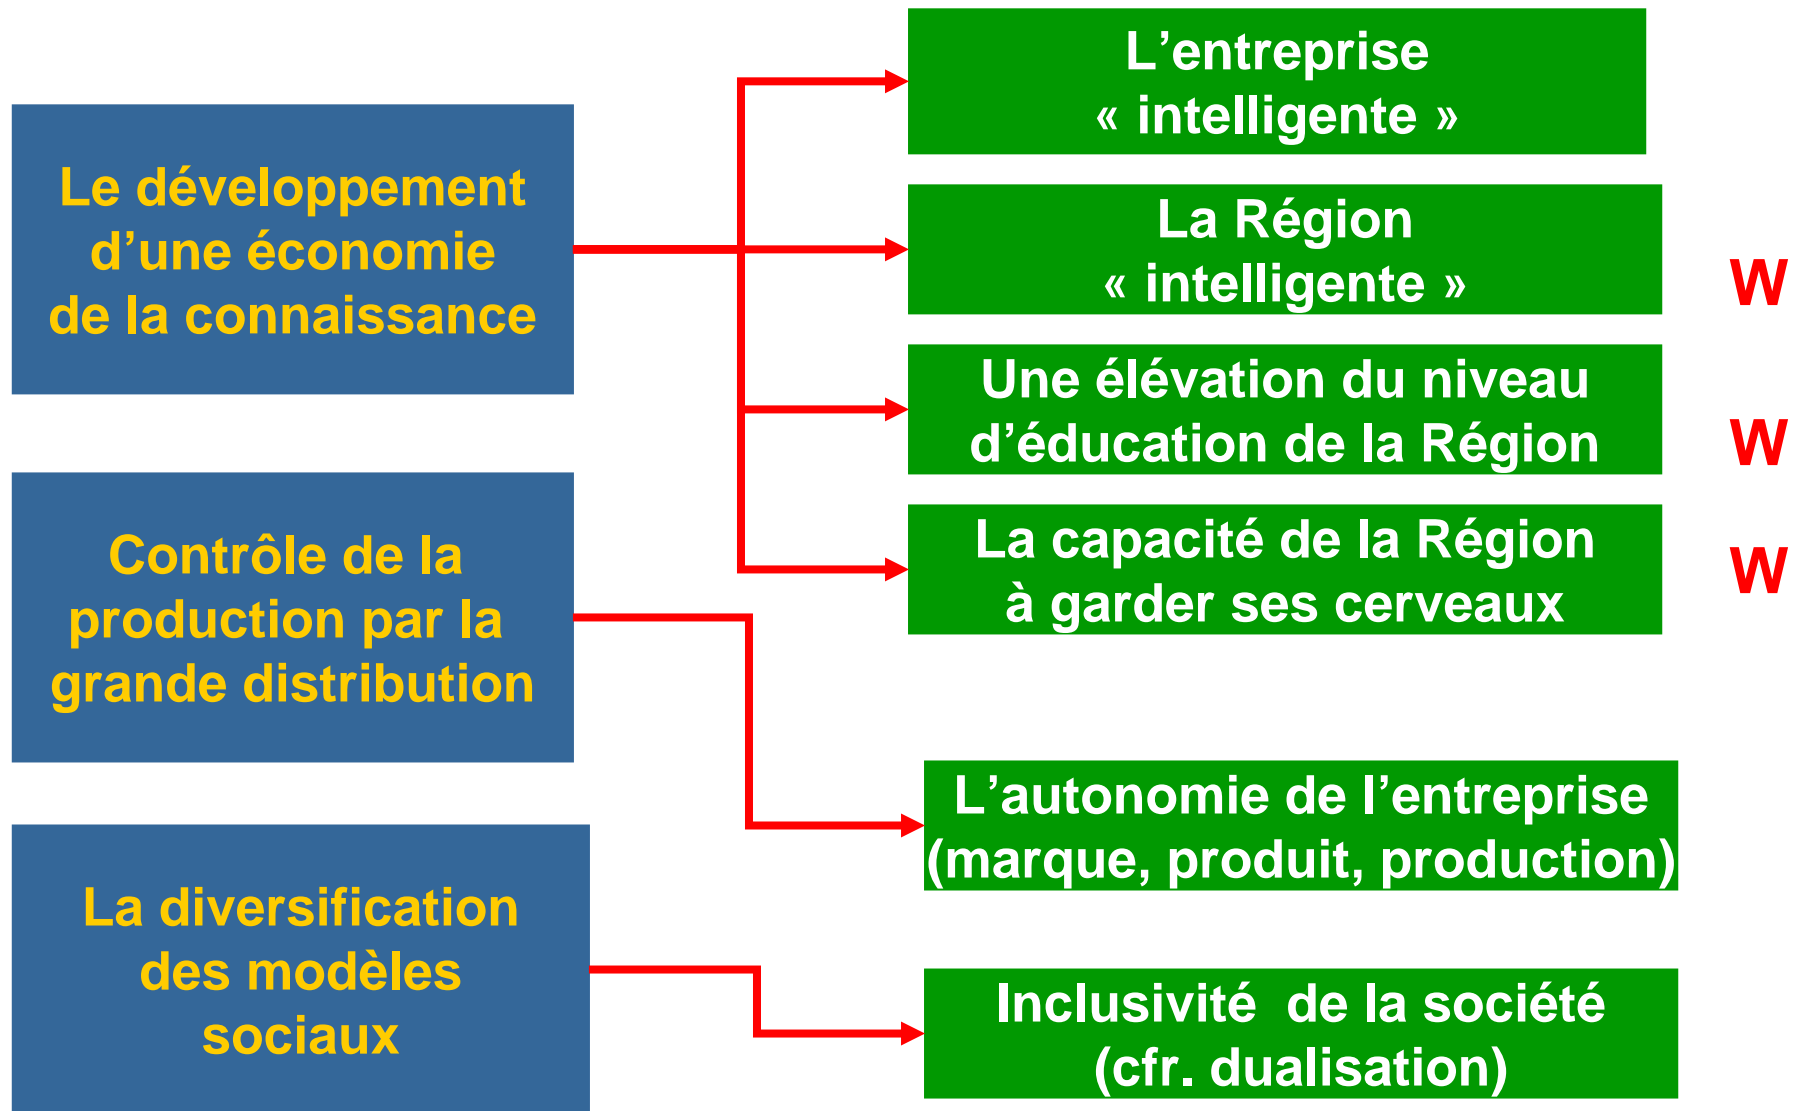 Le développement
d’une économie
de la connaissance
L’entreprise
« intelligente »
La Région
« intelligente »
W
Une élévation du niveau
d’éducation de la Région
W
La capacité de la Région
à garder ses cerveaux
W
Contrôle de la
production par la
grande distribution
L’autonomie de l’entreprise
(marque, produit, production)
La diversification
des modèles
sociaux
Inclusivité  de la société
(cfr. dualisation)